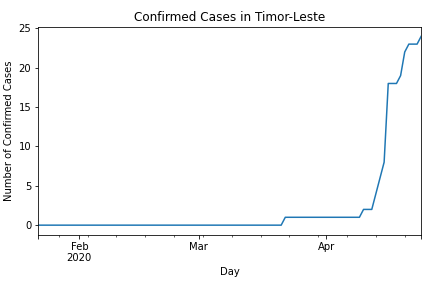 Confirmed Cases in Timor-Leste
Number of Confirmed Cases
25
20
15
10
5
0
Feb
2020
Mar
Apr
Day